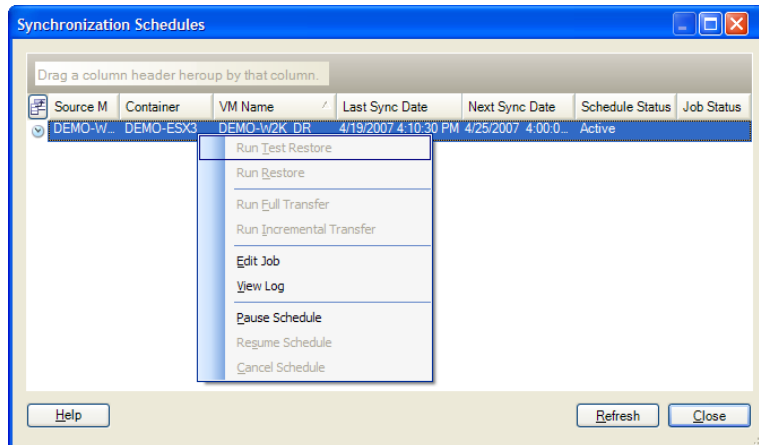 Synchronization Schedules
Drag a column header heroup by that column.
Source M Container VM Name Last Sync Date Next Sync Date Schedule Status Job Status
DEMO-W... DEMO-ESX3 DEMO-W2K_DR 4/19/2007 4:10:30 PM 4/25/2007 4:00:0... Active
Run Test Restore
Run Restore
Run Full Transfer
Run Incremental Transfer
Edit Job
View Log
Pause Schedule
Resume Schedule
Cancel Schedule
Help Refresh Close